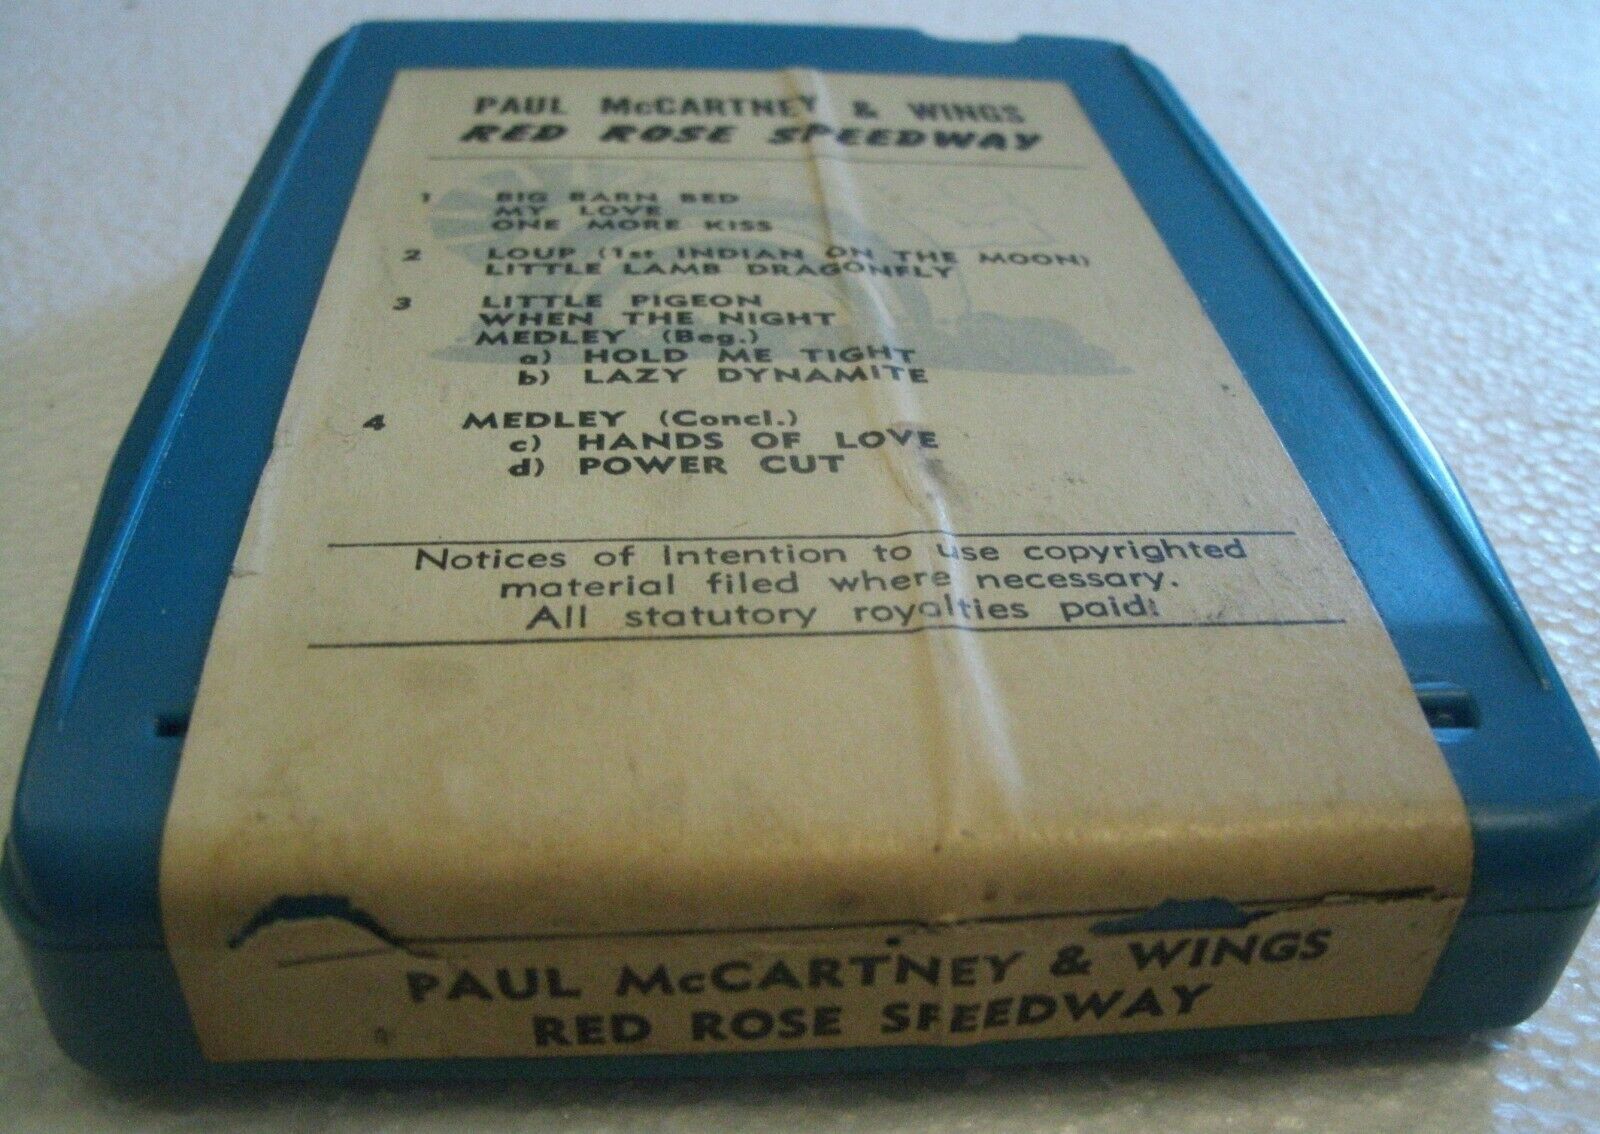 PAUL McCARTNEY & WINGS
RED ROSE SPEEDWAY
1 BIG BARN BED
MY LOVE
ONE MORE KISS
2 LOUP (1st INDIAN ON THE MOON)
LITTLE LAMB DRAGONFLY
3 LITTLE PIGEON
WHEN THE NIGHT
MEDLEY (Beg.)
a) HOLD ME TIGHT
b) LAZY DYNAMITE
4 MEDLEY (Concl.)
c) HANDS OF LOVE
d) POWER CUT
Notices of Intention to use copyrighted
material filed where necessary.
All statutory royalties paid.
PAUL McCARTNEY & WINGS
RED ROSE SPEEDWAY